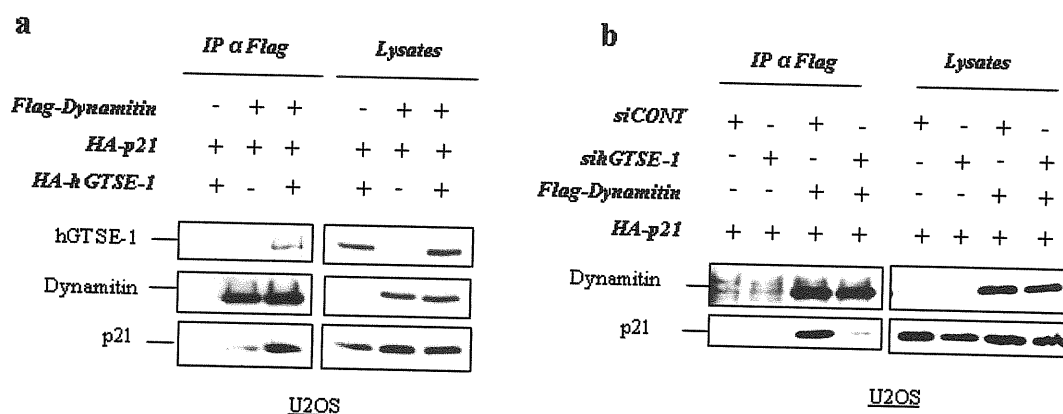 a
IP α Flag Lysates
Flag-Dynamitin - + + - + +
HA-p21 + + + + + +
HA-hGTSE-1 + - + + - +
hGTSE-1
Dynamitin
p21
U2OS
b
IP α Flag Lysates
siCONT + - + - + - + -
sihGTSE-1 - + - + - + - +
Flag-Dynamitin - - + + - - + +
HA-p21 + + + + + + + +
Dynamitin
p21
U2OS